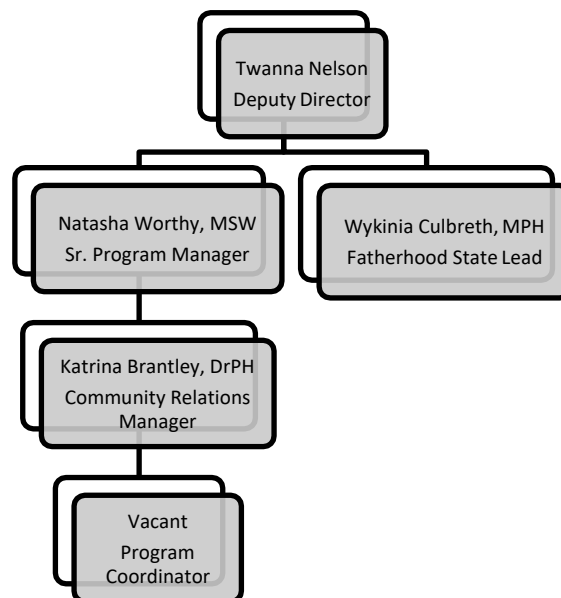 Twanna Nelson
Deputy Director
Natasha Worthy, MSW
Sr. Program Manager
Wykinia Culbreth, MPH
Fatherhood State Lead
Katrina Brantley, DrPH
Community Relations
Manager
Vacant
Program
Coordinator